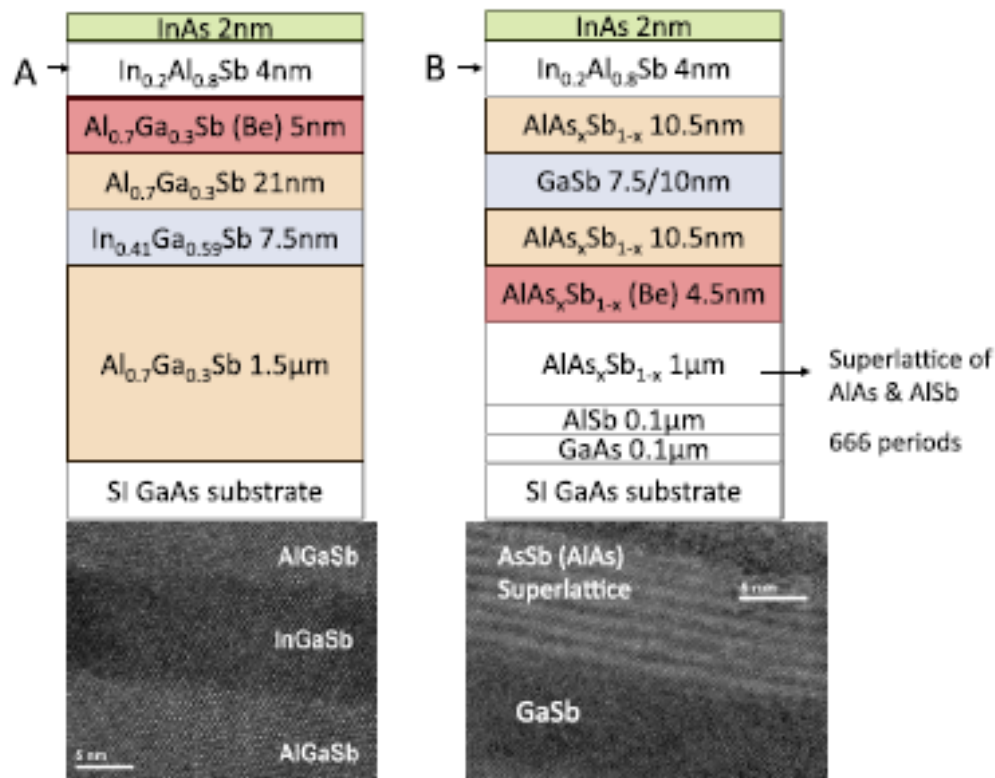 A
InAs 2nm
In₀.₂Al₀.₈Sb 4nm
Al₀.₇Ga₀.₃Sb (Be) 5nm
Al₀.₇Ga₀.₃Sb 21nm
In₀.₄₁Ga₀.₅₉Sb 7.5nm
Al₀.₇Ga₀.₃Sb 1.5μm
SI GaAs substrate
AlGaSb
InGaSb
AlGaSb
5 nm
B
InAs 2nm
In₀.₂Al₀.₈Sb 4nm
AlAsₓSb₁₋ₓ 10.5nm
GaSb 7.5/10nm
AlAsₓSb₁₋ₓ 10.5nm
AlAsₓSb₁₋ₓ (Be) 4.5nm
AlAsₓSb₁₋ₓ 1μm
AlSb 0.1μm
GaAs 0.1μm
SI GaAs substrate
Superlattice of
AlAs & AlSb
666 periods
AsSb (AlAs)
Superlattice
GaSb